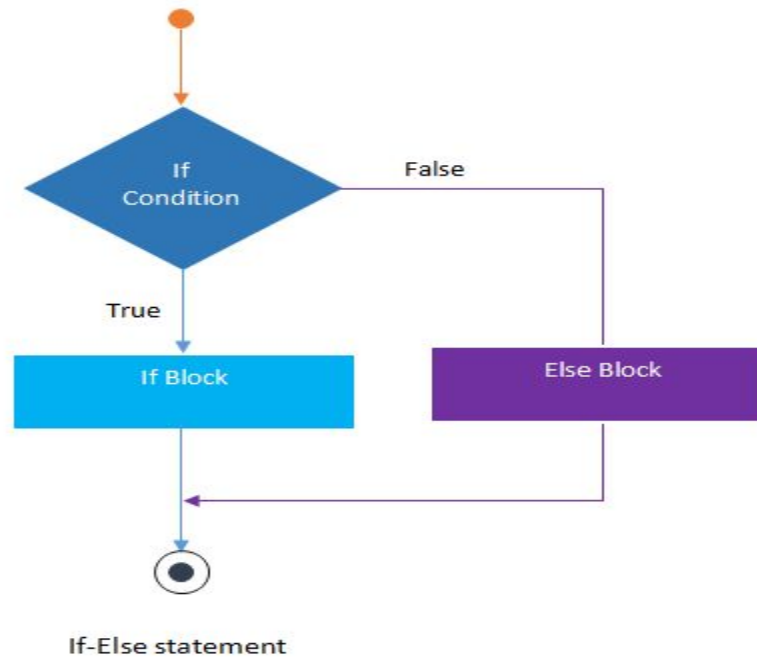 If
Condition
False
True
If Block
Else Block
If-Else statement